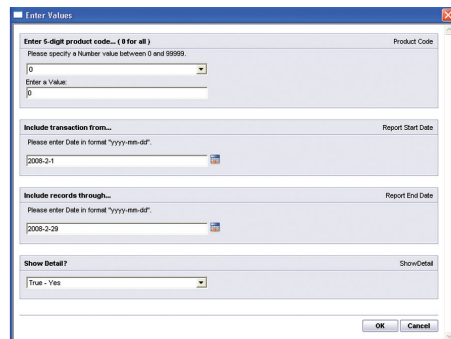 Enter Values
Enter 5-digit product code... ( 0 for all ) Product Code
Please specify a Number value between 0 and 99999.
0
Enter a Value:
0
Include transaction from... Report Start Date
Please enter Date in format "yyyy-mm-dd".
2008-2-1
Include records through... Report End Date
Please enter Date in format "yyyy-mm-dd".
2008-2-29
Show Detail? ShowDetail
True - Yes
OK Cancel